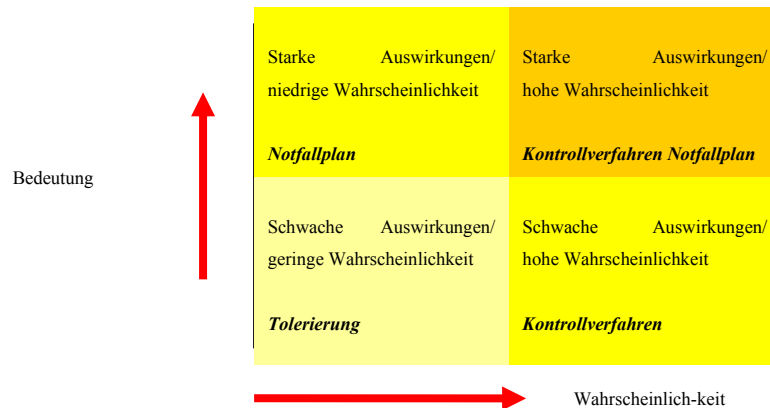 Starke Auswirkungen/
niedrige Wahrscheinlichkeit
Notfallplan
Starke Auswirkungen/
hohe Wahrscheinlichkeit
Kontrollverfahren Notfallplan
Bedeutung
Schwache Auswirkungen/
geringe Wahrscheinlichkeit
Tolerierung
Schwache Auswirkungen/
hohe Wahrscheinlichkeit
Kontrollverfahren
Wahrscheinlich-keit